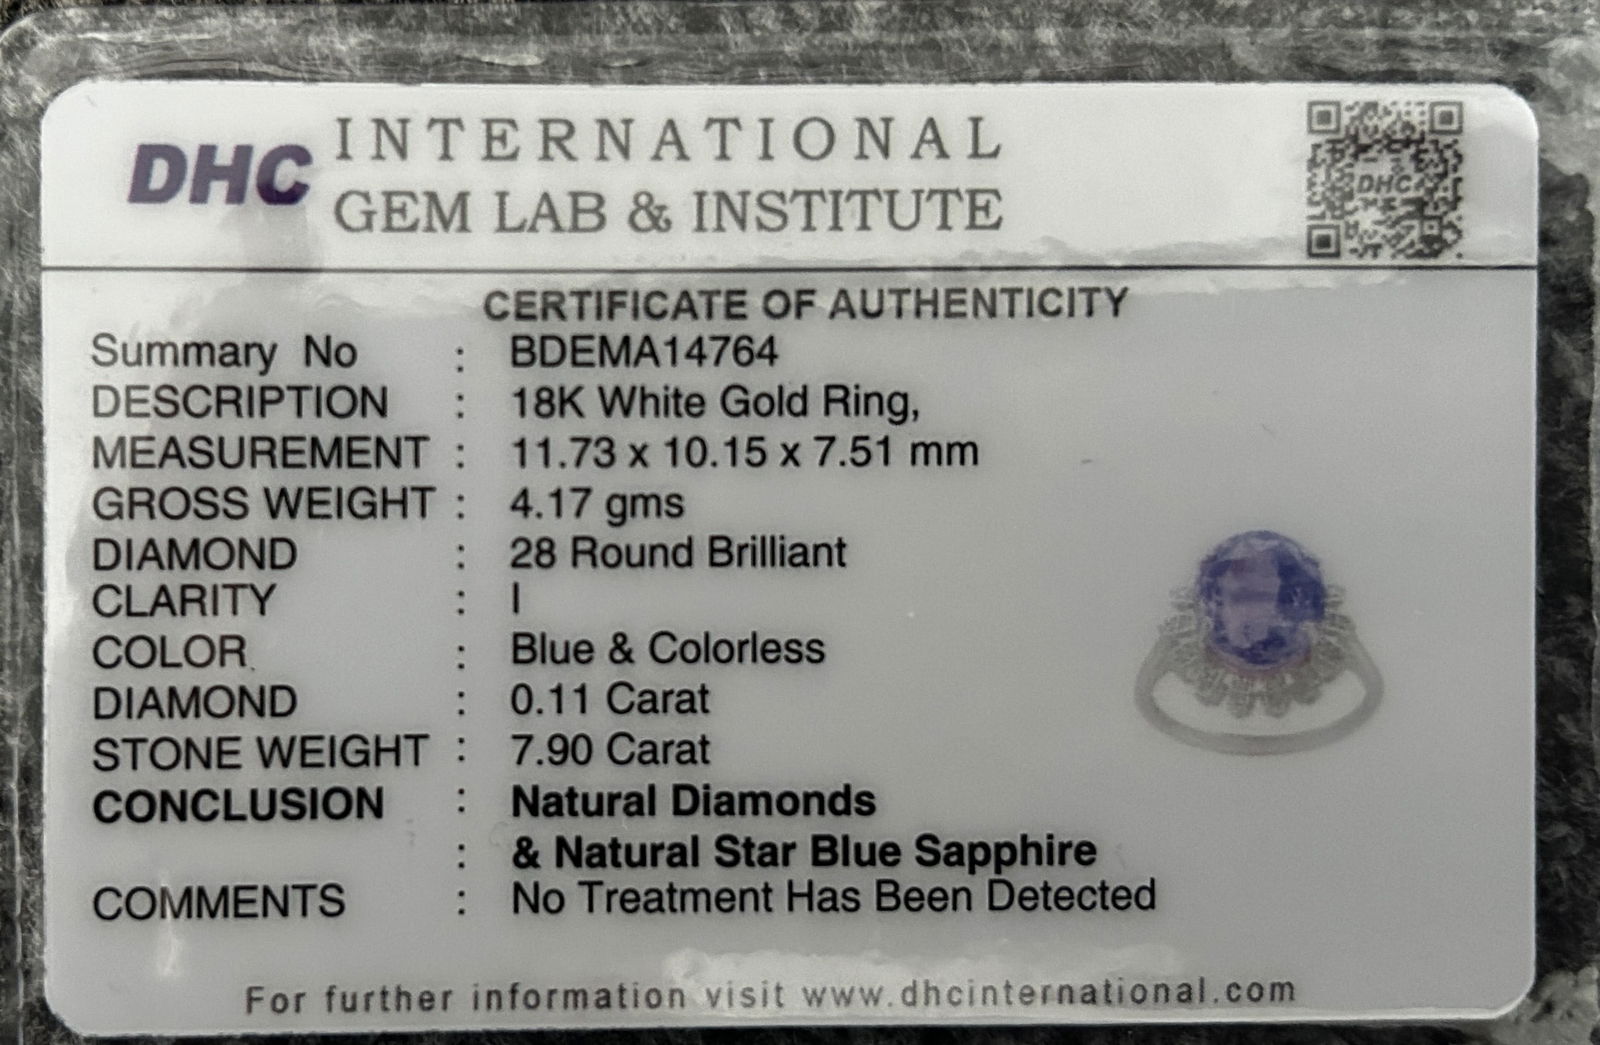 DHC INTERNATIONAL
GEM LAB & INSTITUTE
DHC
CERTIFICATE OF AUTHENTICITY
Summary No : BDEMA14764
DESCRIPTION : 18K White Gold Ring,
MEASUREMENT : 11.73 x 10.15 x 7.51 mm
GROSS WEIGHT : 4.17 gms
DIAMOND : 28 Round Brilliant
CLARITY : I
COLOR : Blue & Colorless
DIAMOND : 0.11 Carat
STONE WEIGHT : 7.90 Carat
CONCLUSION : Natural Diamonds
: & Natural Star Blue Sapphire
COMMENTS : No Treatment Has Been Detected
For further information visit www.dhcinternational.com